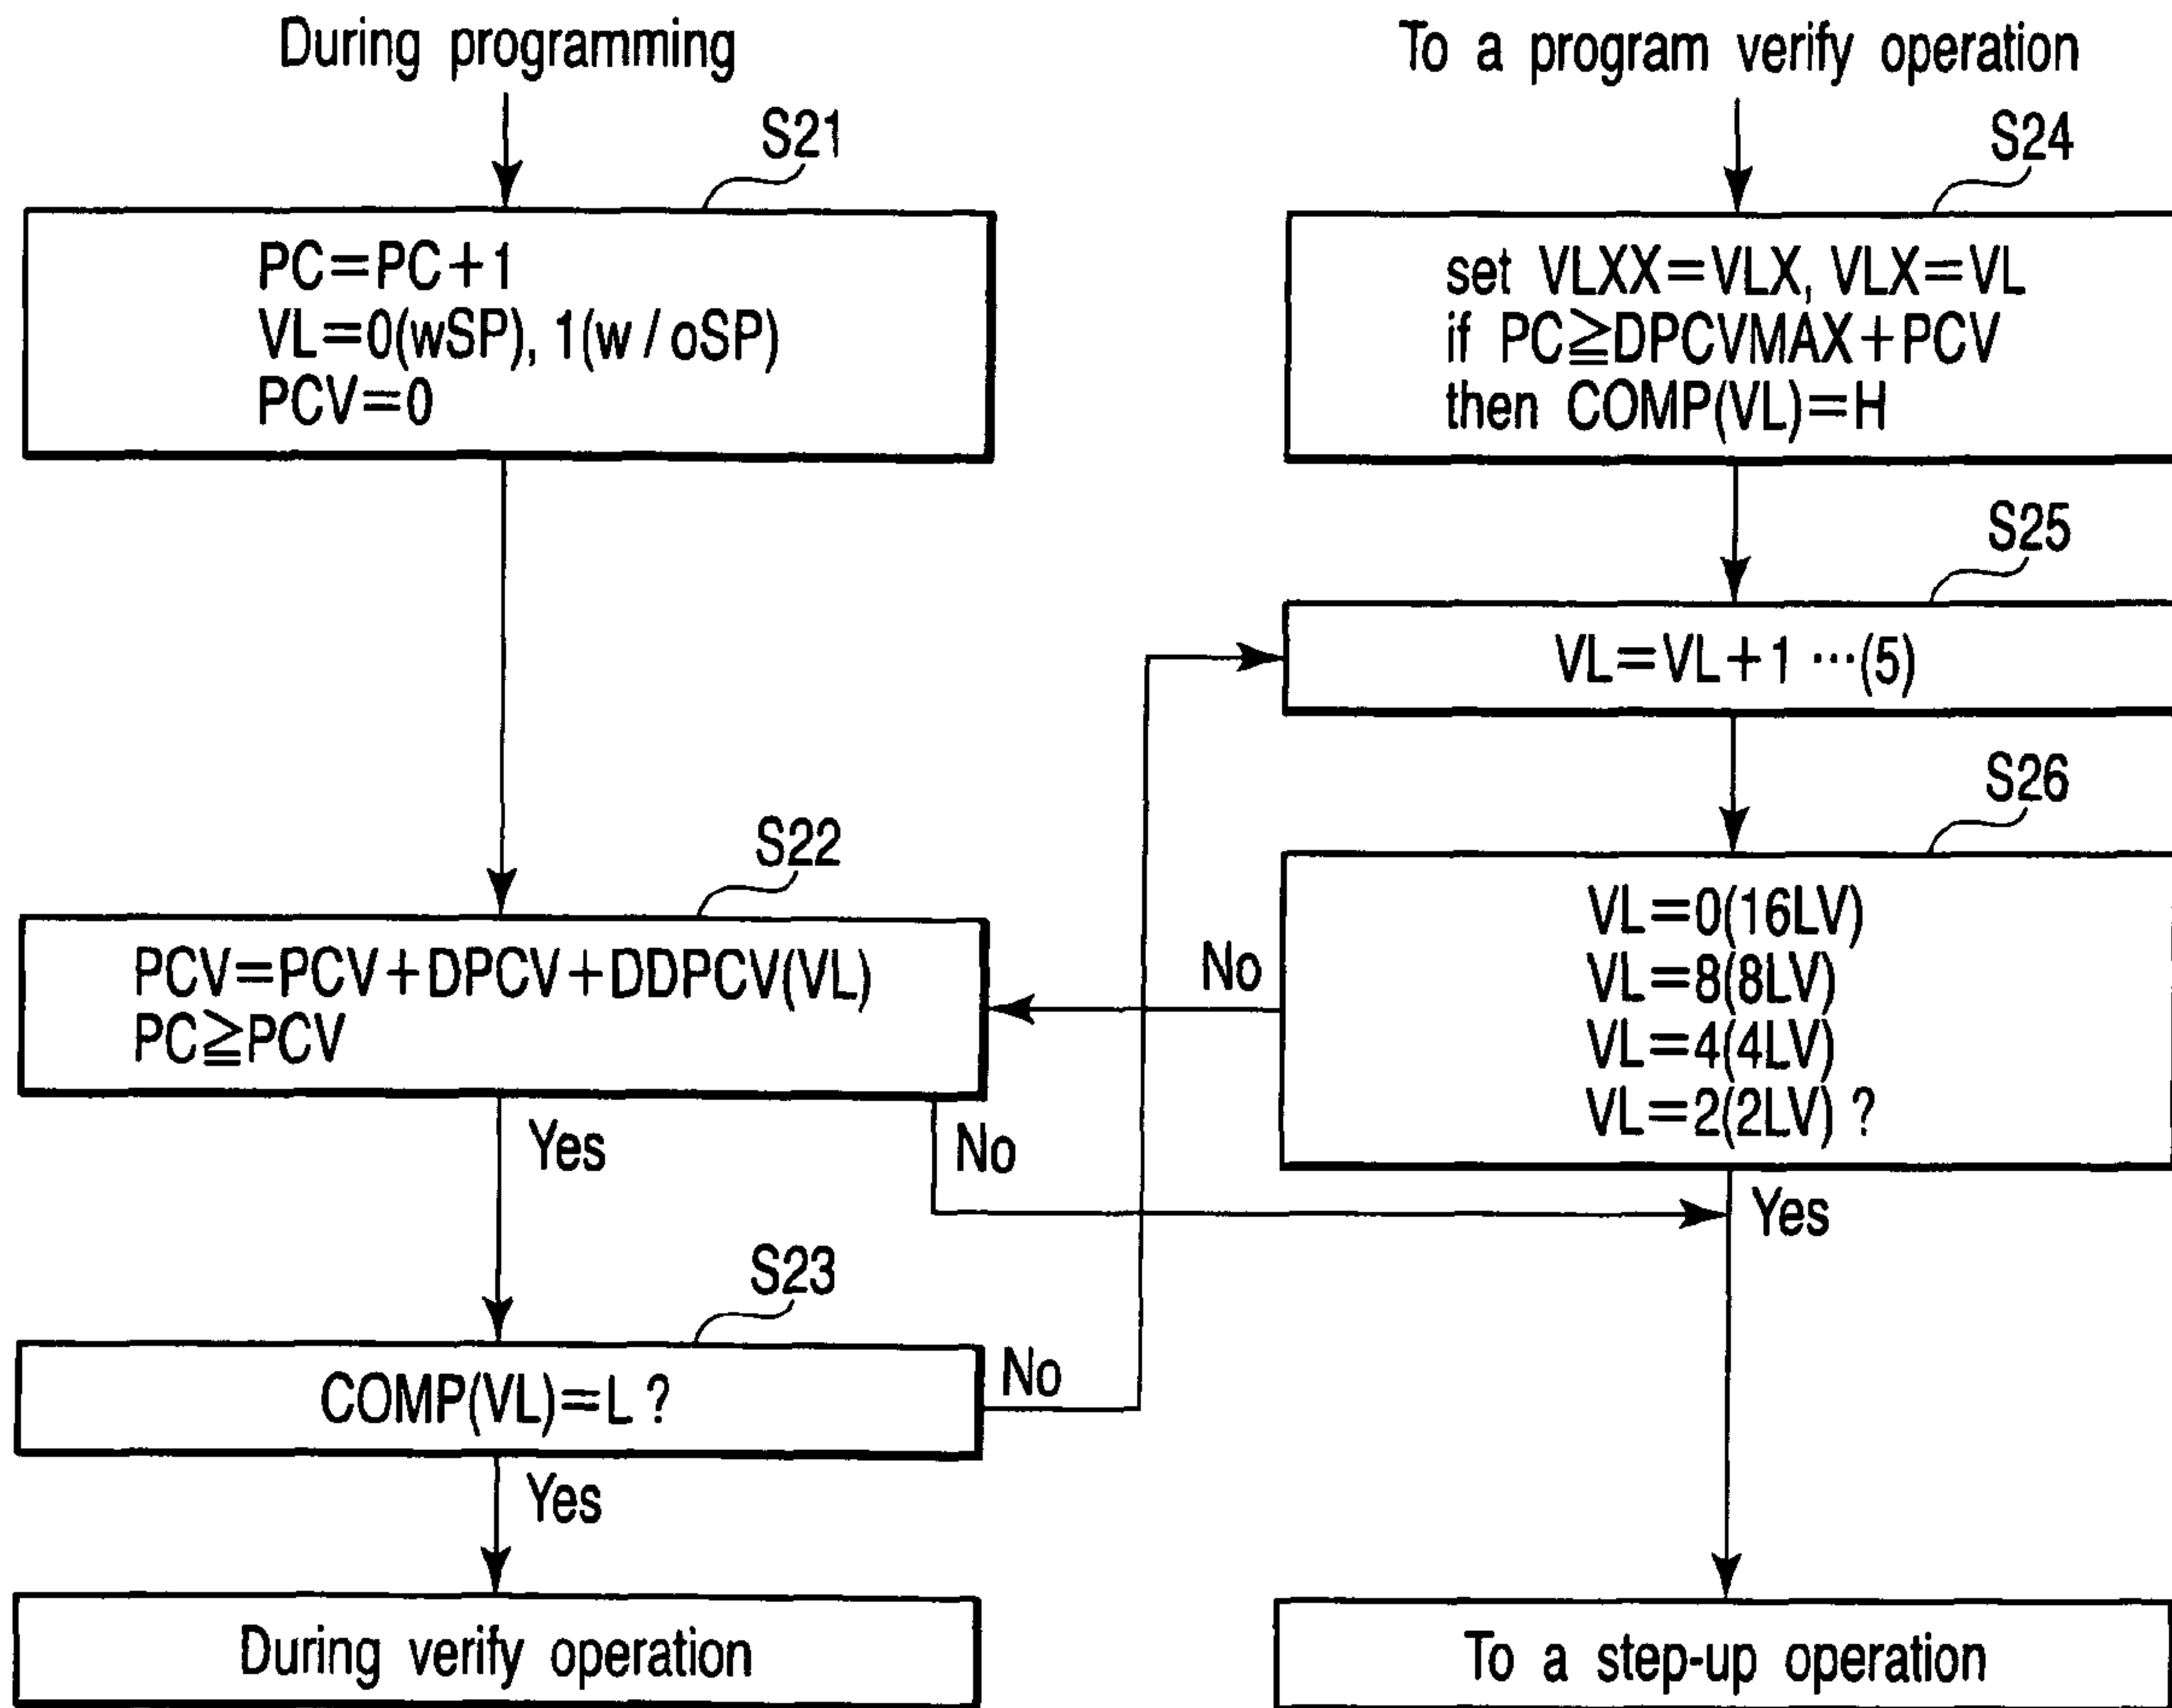 During programming
S21
PC=PC+1
VL=0(wSP), 1(w/oSP)
PCV=0
S22
PCV=PCV+DPCV+DDPCV(VL)
PC≧PCV
Yes
No
S23
COMP(VL)=L ?
No
Yes
During verify operation
To a program verify operation
S24
set VLXX=VLX, VLX=VL
if PC≧DPCVMAX+PCV
then COMP(VL)=H
S25
VL=VL+1 ···(5)
S26
VL=0(16LV)
VL=8(8LV)
VL=4(4LV)
VL=2(2LV) ?
No
Yes
To a step-up operation